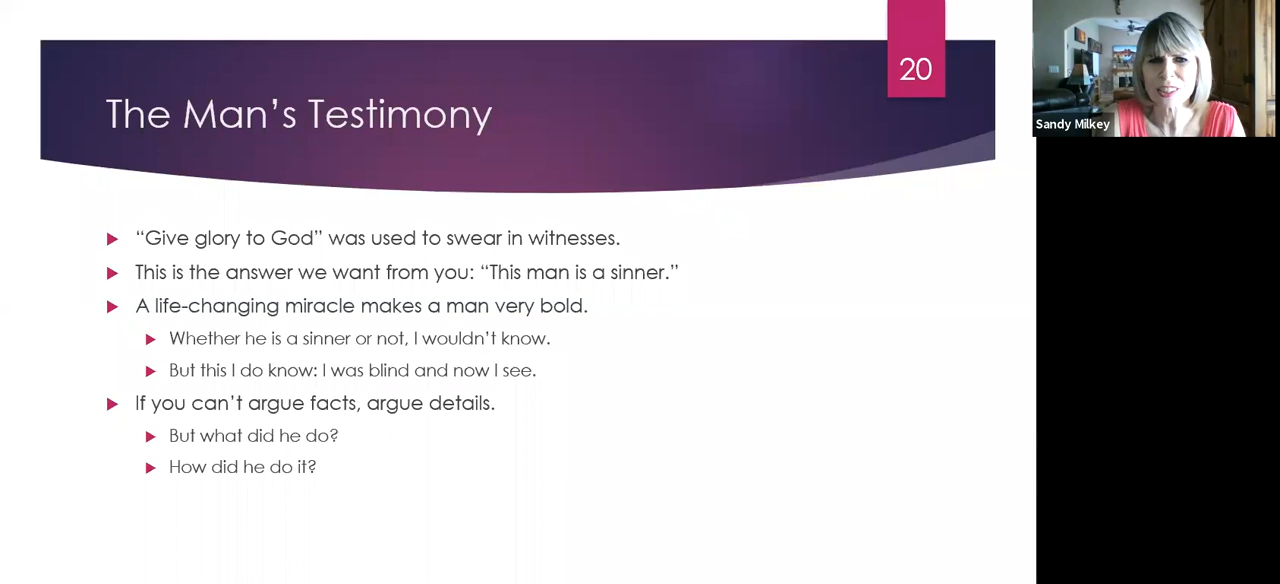 20
The Man’s Testimony
Sandy Milkey
“Give glory to God” was used to swear in witnesses.
This is the answer we want from you: “This man is a sinner.”
A life-changing miracle makes a man very bold.
Whether he is a sinner or not, I wouldn’t know.
But this I do know: I was blind and now I see.
If you can’t argue facts, argue details.
But what did he do?
How did he do it?